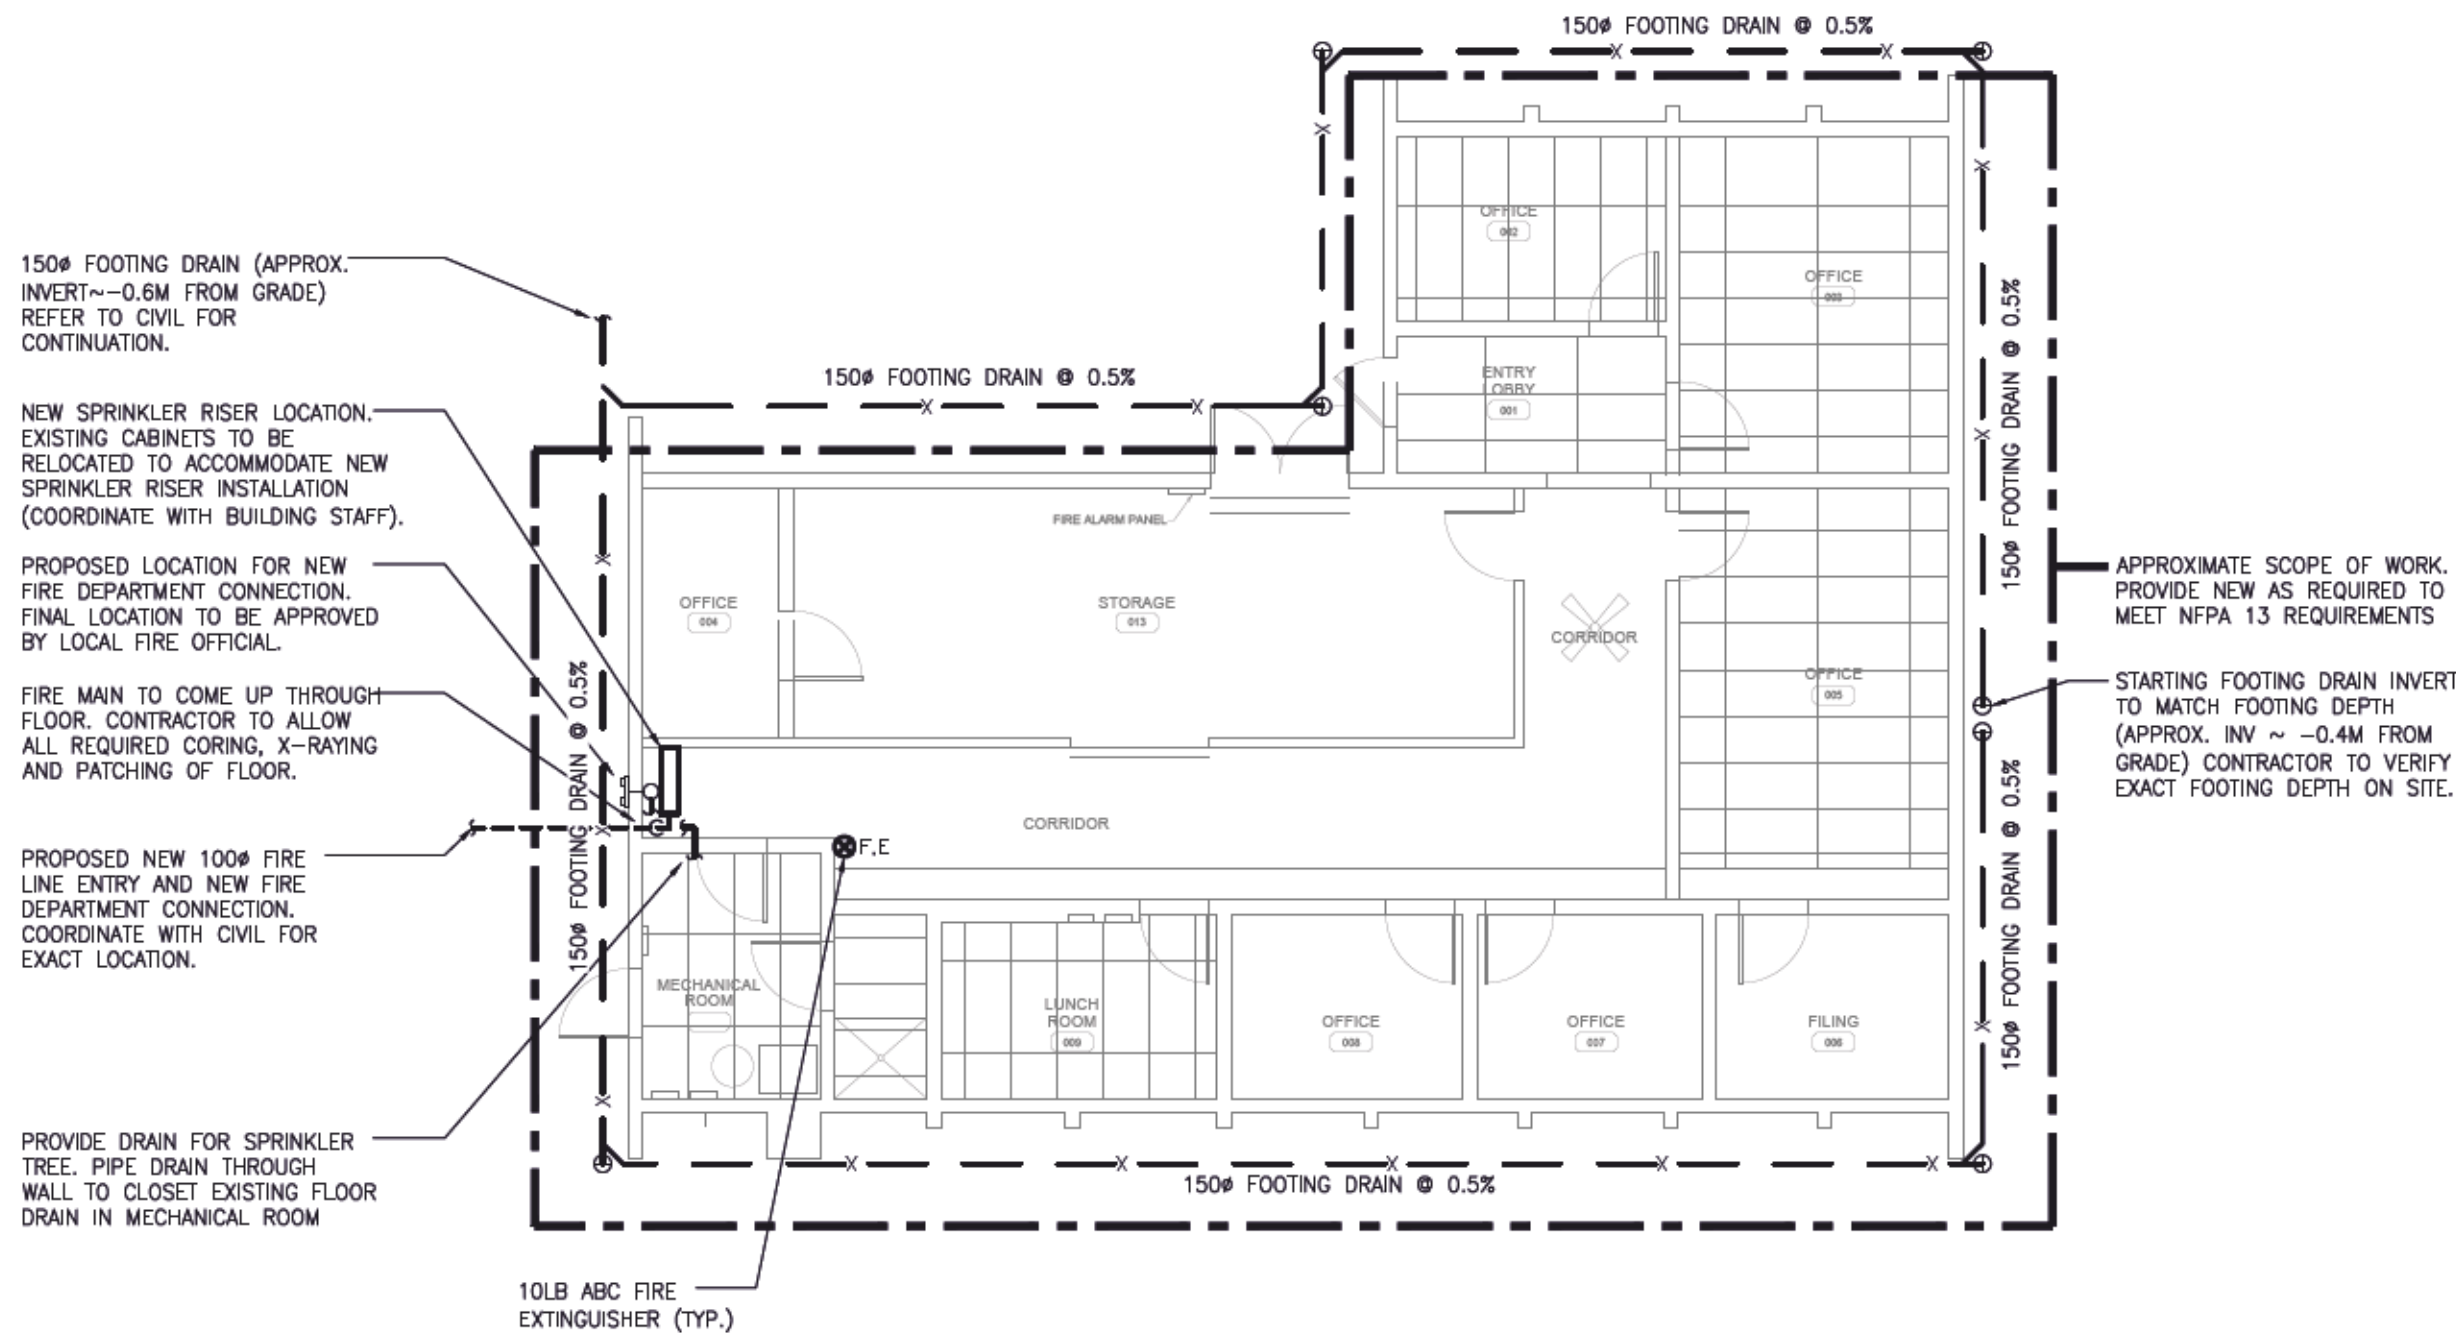 150ø FOOTING DRAIN @ 0.5%
150ø FOOTING DRAIN (APPROX.
INVERT~-0.6M FROM GRADE)
REFER TO CIVIL FOR
CONTINUATION.
NEW SPRINKLER RISER LOCATION.
EXISTING CABINETS TO BE
RELOCATED TO ACCOMMODATE NEW
SPRINKLER RISER INSTALLATION
(COORDINATE WITH BUILDING STAFF).
PROPOSED LOCATION FOR NEW
FIRE DEPARTMENT CONNECTION.
FINAL LOCATION TO BE APPROVED
BY LOCAL FIRE OFFICIAL.
FIRE MAIN TO COME UP THROUGH
FLOOR. CONTRACTOR TO ALLOW
ALL REQUIRED CORING, X-RAYING
AND PATCHING OF FLOOR.
PROPOSED NEW 100ø FIRE
LINE ENTRY AND NEW FIRE
DEPARTMENT CONNECTION.
COORDINATE WITH CIVIL FOR
EXACT LOCATION.
PROVIDE DRAIN FOR SPRINKLER
TREE. PIPE DRAIN THROUGH
WALL TO CLOSET EXISTING FLOOR
DRAIN IN MECHANICAL ROOM
10LB ABC FIRE
EXTINGUISHER (TYP.)
150ø FOOTING DRAIN @ 0.5%
150ø FOOTING DRAIN @ 0.5%
OFFICE
002
OFFICE
003
ENTRY
LOBBY
001
FIRE ALARM PANEL
OFFICE
004
STORAGE
013
CORRIDOR
OFFICE
005
CORRIDOR
F.E
MECHANICAL
ROOM
LUNCH
ROOM
009
OFFICE
008
OFFICE
007
FILING
006
150ø FOOTING DRAIN @ 0.5%
150ø FOOTING DRAIN @ 0.5%
150ø FOOTING DRAIN @ 0.5%
APPROXIMATE SCOPE OF WORK.
PROVIDE NEW AS REQUIRED TO
MEET NFPA 13 REQUIREMENTS
STARTING FOOTING DRAIN INVERT
TO MATCH FOOTING DEPTH
(APPROX. INV ~ -0.4M FROM
GRADE) CONTRACTOR TO VERIFY
EXACT FOOTING DEPTH ON SITE.